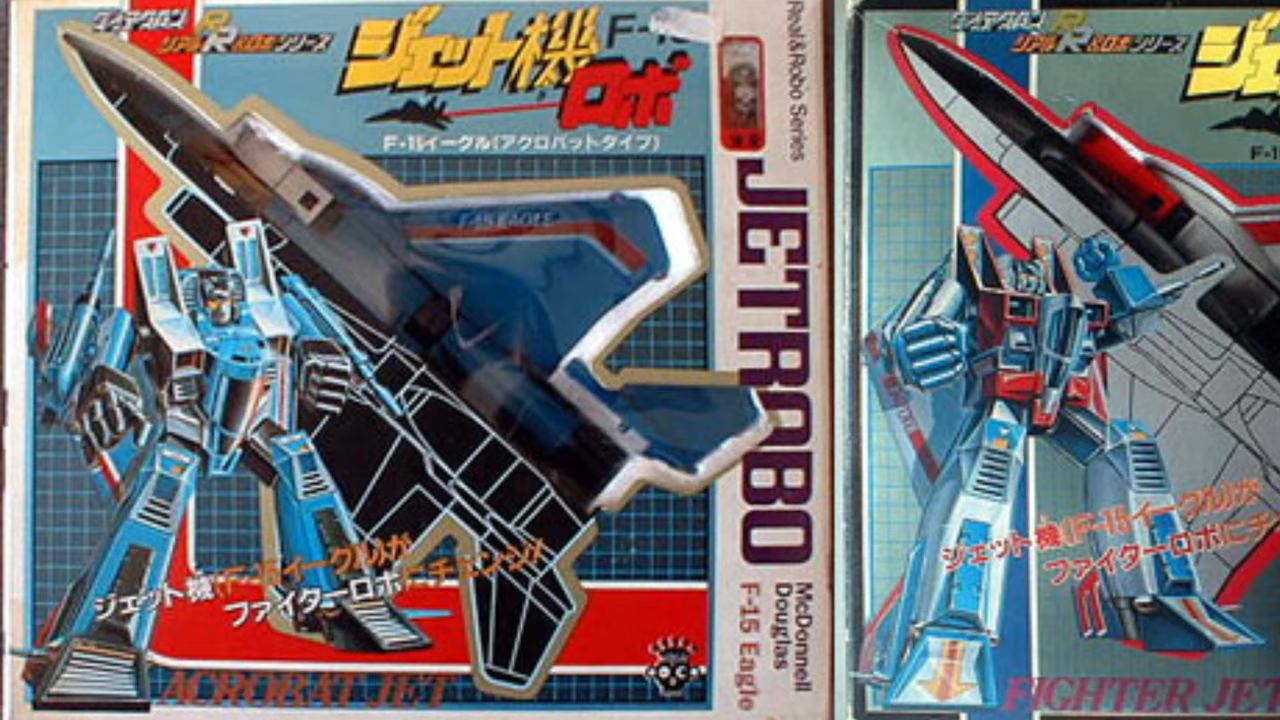 ダイアクロン
リアル&ロボシリーズ
ジェット機
ロボ
F-15イーグル(アクロバットタイプ)
F-15 EAGLE
ジェット機(F-15イーグル)が
ファイターロボにチェンジ!
ACROBAT JET
Real&Robo Series
JETROBO
McDonnell
Douglas
F-15 Eagle
ダイアクロン
リアル&ロボシリーズ
ジェット機(F-15イーグル)が
ファイターロボにチ
FIGHTER JET